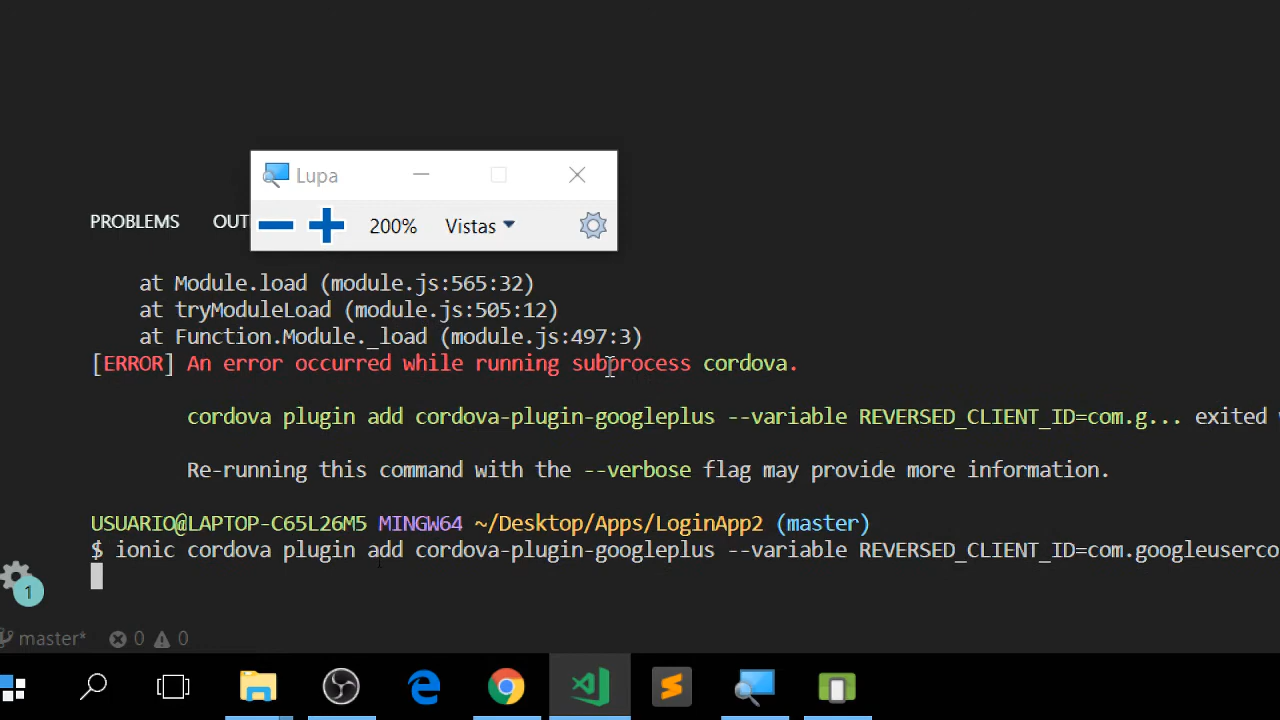 Lupa
200% Vistas
PROBLEMS OUT
at Module.load (module.js:565:32)
at tryModuleLoad (module.js:505:12)
at Function.Module._load (module.js:497:3)
[ERROR] An error occurred while running subprocess cordova.
cordova plugin add cordova-plugin-googleplus --variable REVERSED_CLIENT_ID=com.g... exited
Re-running this command with the --verbose flag may provide more information.
USUARIO@LAPTOP-C65L26M5 MINGW64 ~/Desktop/Apps/LoginApp2 (master)
$ ionic cordova plugin add cordova-plugin-googleplus --variable REVERSED_CLIENT_ID=com.googleuserco
1
master* 0 0